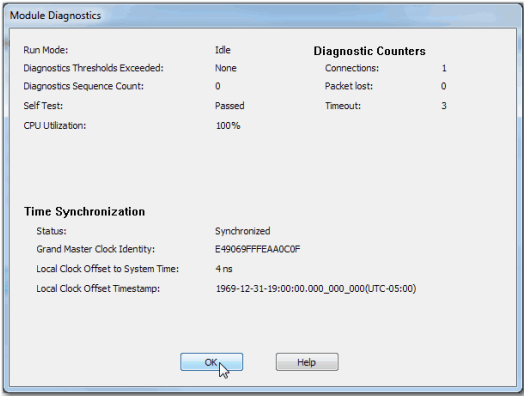 Module Diagnostics
Run Mode: Idle
Diagnostics Thresholds Exceeded: None
Diagnostics Sequence Count: 0
Self Test: Passed
CPU Utilization: 100%
Diagnostic Counters
Connections: 1
Packet lost: 0
Timeout: 3
Time Synchronization
Status: Synchronized
Grand Master Clock Identity: E49069FFFEAA0C0F
Local Clock Offset to System Time: 4 ns
Local Clock Offset Timestamp: 1969-12-31-19:00:00.000_000_000(UTC-05:00)
OK Help